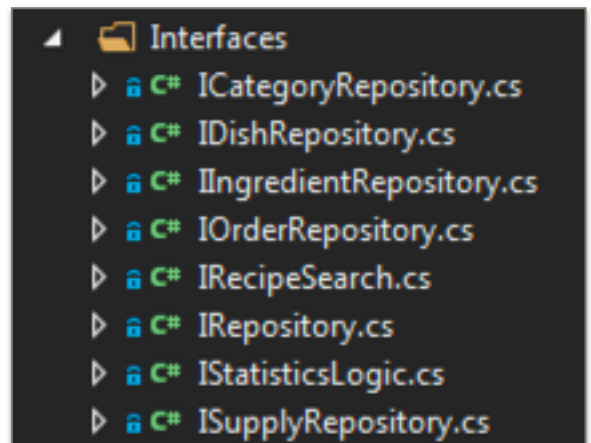 Interfaces
C# ICategoryRepository.cs
C# IDishRepository.cs
C# IIngredientRepository.cs
C# IOrderRepository.cs
C# IRecipeSearch.cs
C# IRepository.cs
C# IStatisticsLogic.cs
C# ISupplyRepository.cs